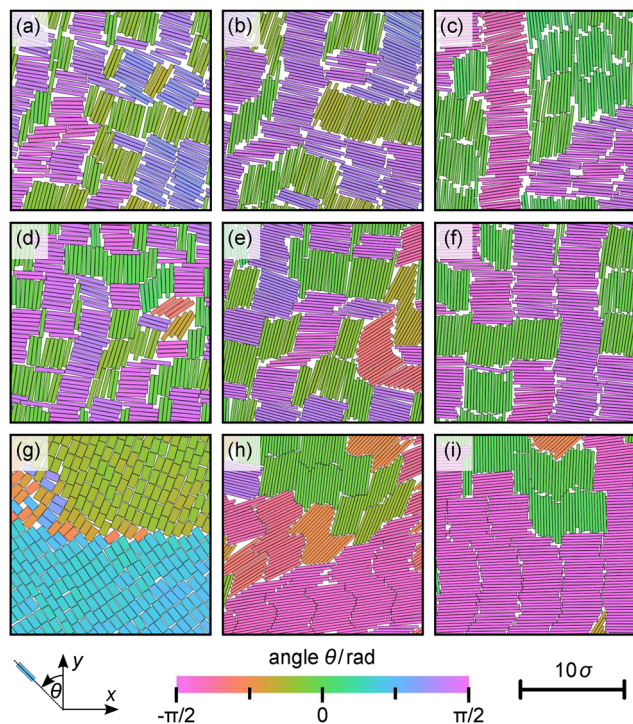 (a) (b) (c)
(d) (e) (f)
(g) (h) (i)
y
θ
x
angle θ/rad
-π/2 0 π/2
10σ